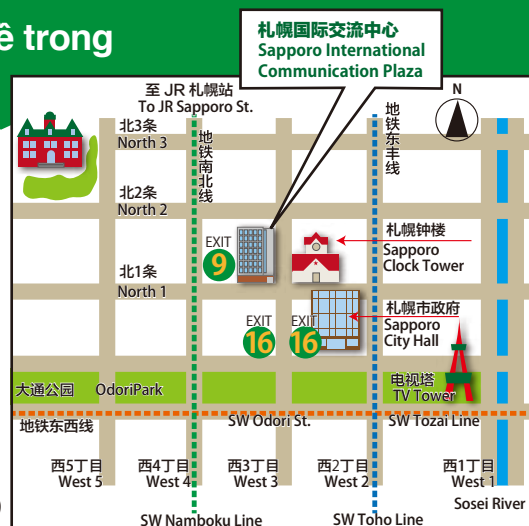 ê trong
札幌国际交流中心
Sapporo International
Communication Plaza
至 JR 札幌站
To JR Sapporo St.
N
北3条
North 3
地铁南北线
地铁东丰线
北2条
North 2
EXIT
9
札幌钟楼
Sapporo
Clock Tower
北1条
North 1
札幌市政府
Sapporo
City Hall
EXIT
16
EXIT
16
大通公园 OdoriPark
电视塔
TV Tower
地铁东西线
SW Odori St.
SW Tozai Line
西5丁目
West 5
西4丁目
West 4
西3丁目
West 3
西2丁目
West 2
西1丁目
West 1
Sosei River
SW Namboku Line
SW Toho Line